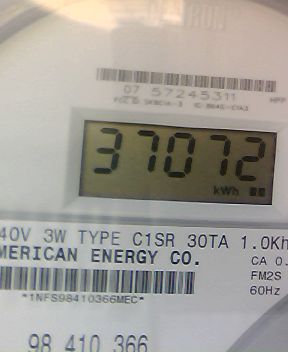 07 57245311
37072
kWh
40V 3W TYPE C1SR 30TA 1.0Kh
MERICAN ENERGY CO.
CA 0.
FM2S
60Hz
*1NFS98410366MEC*
98 410 366